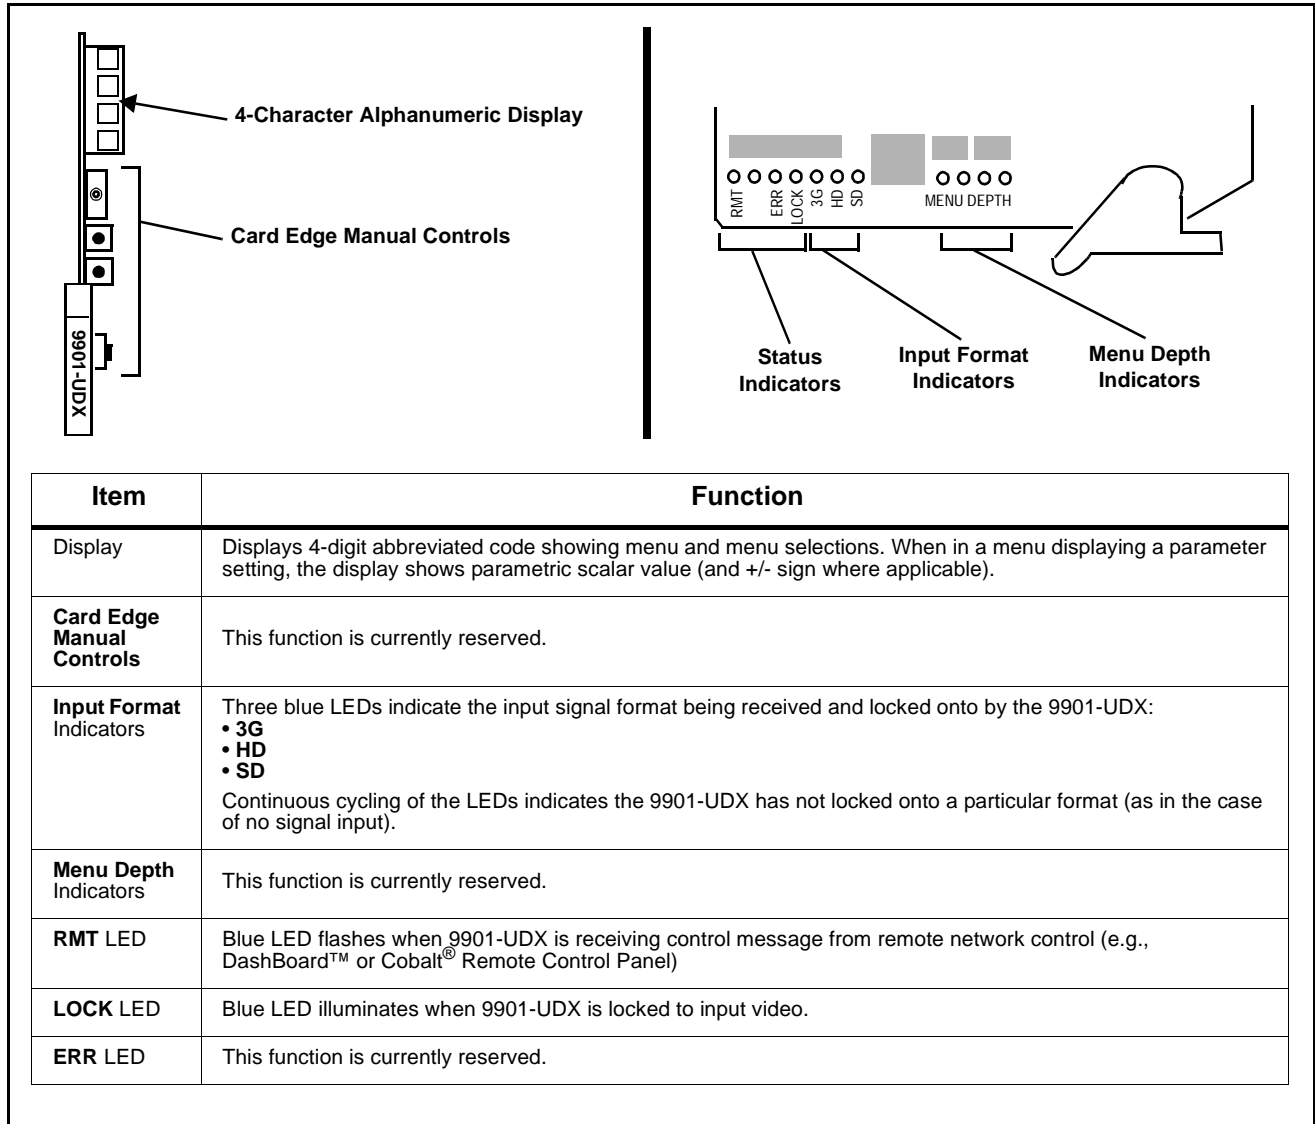 4-Character Alphanumeric Display
Card Edge Manual Controls
9901-UDX
RMT
ERR
LOCK
3G
HD
SD
MENU DEPTH
Status
Indicators
Input Format
Indicators
Menu Depth
Indicators
Item
Function
Display
Displays 4-digit abbreviated code showing menu and menu selections. When in a menu displaying a parameter
setting, the display shows parametric scalar value (and +/- sign where applicable).
Card Edge
Manual
Controls
This function is currently reserved.
Input Format
Indicators
Three blue LEDs indicate the input signal format being received and locked onto by the 9901-UDX:
• 3G
• HD
• SD
Continuous cycling of the LEDs indicates the 9901-UDX has not locked onto a particular format (as in the case
of no signal input).
Menu Depth
Indicators
This function is currently reserved.
RMT LED
Blue LED flashes when 9901-UDX is receiving control message from remote network control (e.g.,
DashBoard™ or Cobalt® Remote Control Panel)
LOCK LED
Blue LED illuminates when 9901-UDX is locked to input video.
ERR LED
This function is currently reserved.